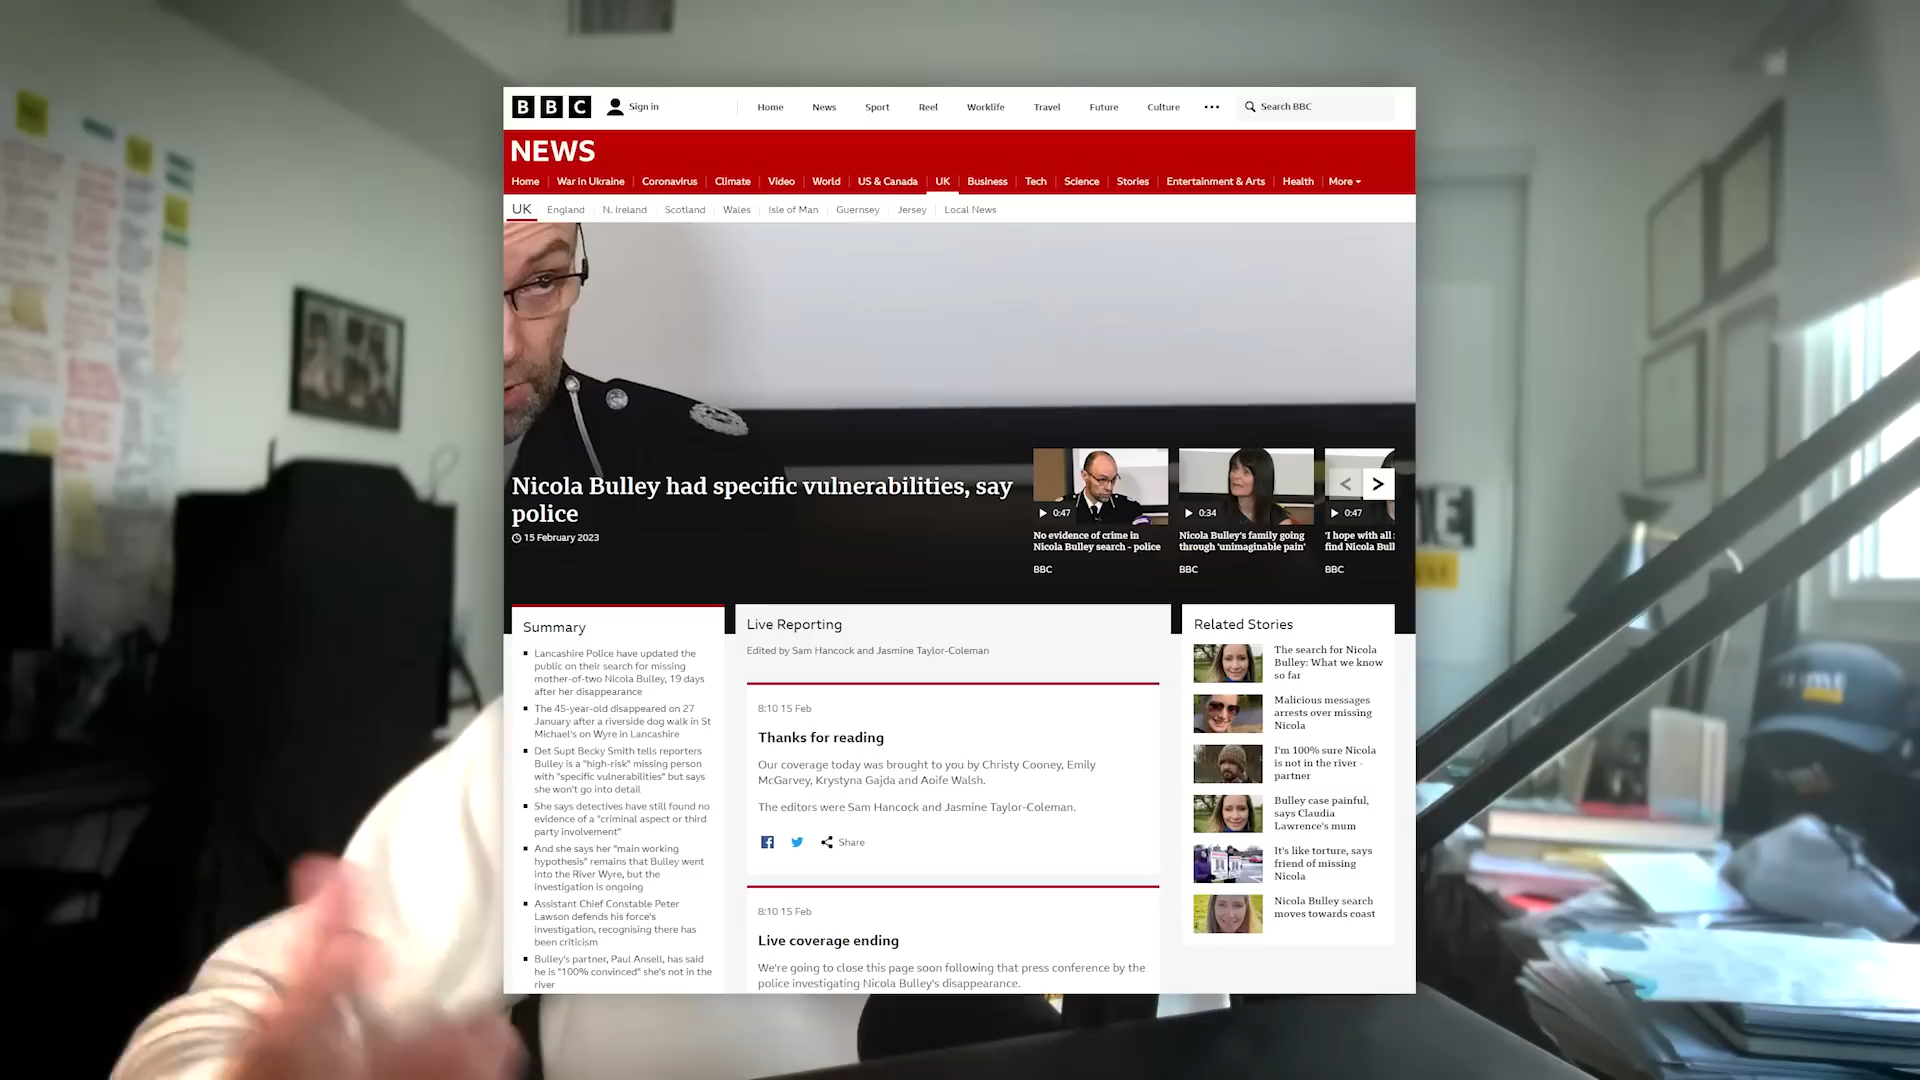 BBC
Sign in
Home
News
Sport
Reel
Worklife
Travel
Future
Culture
Search BBC
NEWS
Home
War in Ukraine
Coronavirus
Climate
Video
World
US & Canada
UK
Business
Tech
Science
Stories
Entertainment & Arts
Health
More
UK
England
N. Ireland
Scotland
Wales
Isle of Man
Guernsey
Jersey
Local News
Nicola Bulley had specific vulnerabilities, say
police
15 February 2023
0:47
No evidence of crime in
Nicola Bulley search - police
BBC
0:34
Nicola Bulley's family going
through 'unimaginable pain'
BBC
0:47
'I hope with all
find Nicola Bull
BBC
Summary
Lancashire Police have updated the
public on their search for missing
mother-of-two Nicola Bulley, 19 days
after her disappearance
The 45-year-old disappeared on 27
January after a riverside dog walk in St
Michael's on Wyre in Lancashire
Det Supt Becky Smith tells reporters
Bulley is a "high-risk" missing person
with "specific vulnerabilities" but says
she won't go into detail
She says detectives have still found no
evidence of a "criminal aspect or third
party involvement"
And she says her "main working
hypothesis" remains that Bulley went
into the River Wyre, but the
investigation is ongoing
Assistant Chief Constable Peter
Lawson defends his force's
investigation, recognising there has
been criticism
Bulley's partner, Paul Ansell, has said
he is "100% convinced" she's not in the
river
Live Reporting
Edited by Sam Hancock and Jasmine Taylor-Coleman
8:10 15 Feb
Thanks for reading
Our coverage today was brought to you by Christy Cooney, Emily
McGarvey, Krystyna Gajda and Aoife Walsh.
The editors were Sam Hancock and Jasmine Taylor-Coleman.
Share
8:10 15 Feb
Live coverage ending
We're going to close this page soon following that press conference by the
police investigating Nicola Bulley's disappearance.
Related Stories
The search for Nicola
Bulley: What we know
so far
Malicious messages
arrests over missing
Nicola
I'm 100% sure Nicola
is not in the river -
partner
Bulley case painful,
says Claudia
Lawrence's mum
It's like torture, says
friend of missing
Nicola
Nicola Bulley search
moves towards coast